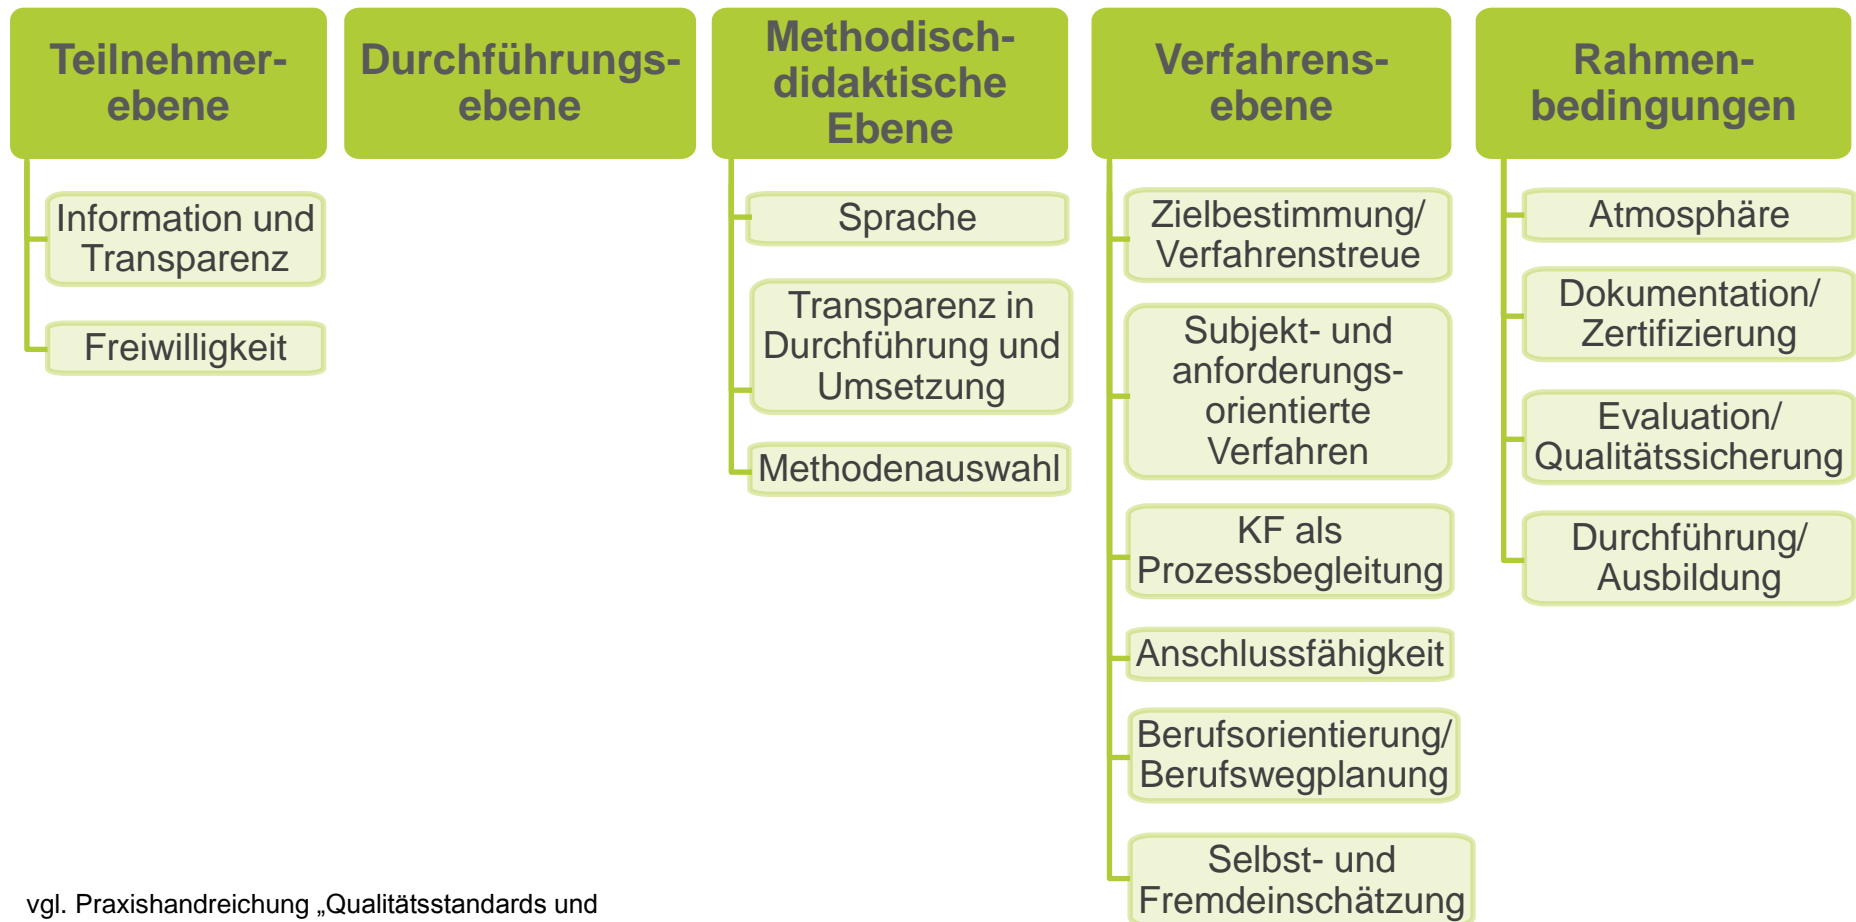 Teilnehmer-
ebene
Information und
Transparenz
Freiwilligkeit
Durchführungs-
ebene
Methodisch-
didaktische
Ebene
Sprache
Transparenz in
Durchführung und
Umsetzung
Methodenauswahl
Verfahrens-
ebene
Zielbestimmung/
Verfahrenstreue
Subjekt- und
anforderungs-
orientierte
Verfahren
KF als
Prozessbegleitung
Anschlussfähigkeit
Berufsorientierung/
Berufswegplanung
Selbst- und
Fremdeinschätzung
Rahmen-
bedingungen
Atmosphäre
Dokumentation/
Zertifizierung
Evaluation/
Qualitätssicherung
Durchführung/
Ausbildung
vgl. Praxishandreichung „Qualitätsstandards und